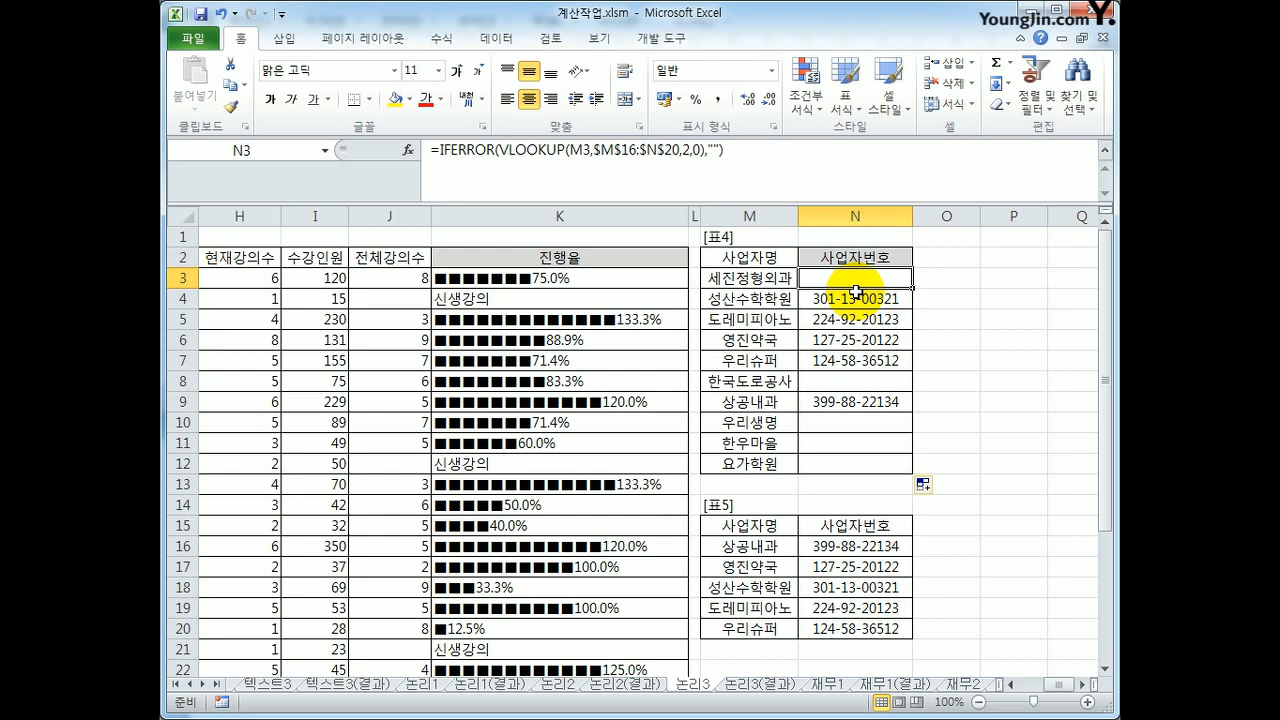 계산작업.xlsm - Microsoft Excel
YoungJin.com Y.
파일 홈 삽입 페이지 레이아웃 수식 데이터 검토 보기 개발 도구
맑은 고딕 11 일반 삽입
붙여넣기 가 가 가 내천 % , 조건부 서식 표 서식 셀 스타일 삭제 서식 정렬 및 필터 찾기 및 선택
클립보드 글꼴 맞춤 표시 형식 스타일 셀 편집
N3 fx =IFERROR(VLOOKUP(M3,$M$16:$N$20,2,0),"")
H I J K L M N O P Q
1 [표4]
2 현재강의수 수강인원 전체강의수 진행율 사업자명 사업자번호
3 6 120 8 ■■■■■■■75.0% 세진정형외과
4 1 15 신생강의 성산수학학원 301-13-00321
5 4 230 3 ■■■■■■■■■■■■■133.3% 도레미피아노 224-92-20123
6 8 131 9 ■■■■■■■■88.9% 영진약국 127-25-20122
7 5 155 7 ■■■■■■■71.4% 우리슈퍼 124-58-36512
8 5 75 6 ■■■■■■■■83.3% 한국도로공사
9 6 229 5 ■■■■■■■■■■■■120.0% 상공내과 399-88-22134
10 5 89 7 ■■■■■■■71.4% 우리생명
11 3 49 5 ■■■■■■60.0% 한우마을
12 2 50 신생강의 요가학원
13 4 70 3 ■■■■■■■■■■■■■133.3%
14 3 42 6 ■■■■■50.0% [표5]
15 2 32 5 ■■■■40.0% 사업자명 사업자번호
16 6 350 5 ■■■■■■■■■■■■120.0% 상공내과 399-88-22134
17 2 37 2 ■■■■■■■■■■100.0% 영진약국 127-25-20122
18 3 69 9 ■■■33.3% 성산수학학원 301-13-00321
19 5 53 5 ■■■■■■■■■■100.0% 도레미피아노 224-92-20123
20 1 28 8 ■12.5% 우리슈퍼 124-58-36512
21 1 23 신생강의
22 5 45 4 ■■■■■■■■■■■■125.0%
텍스트3 텍스트3(결과) 논리1 논리1(결과) 논리2 논리2(결과) 논리3 논리3(결과) 재무1 재무1(결과) 재무2
준비 100%